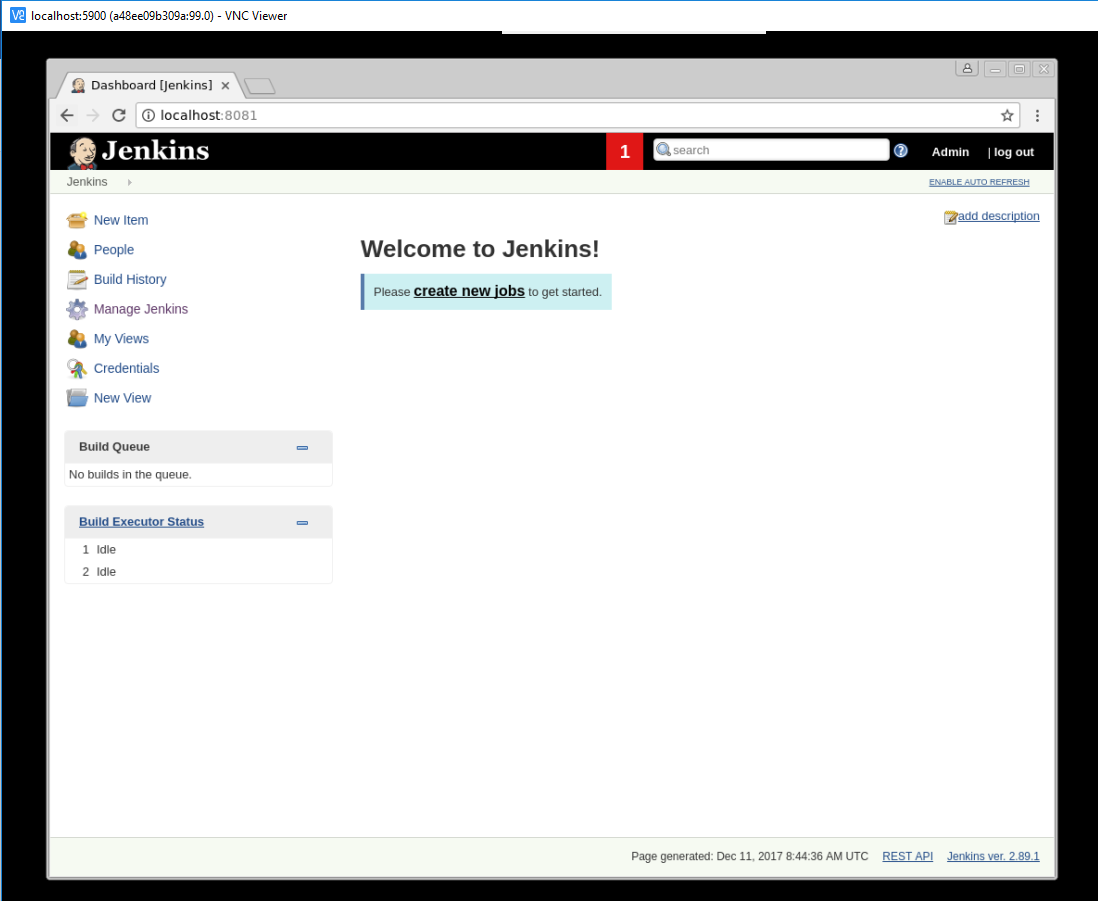 localhost:5900 (a48ee09b309a:99.0) - VNC Viewer
Dashboard [Jenkins]
localhost:8081
Jenkins
1
search
Admin | log out
Jenkins
ENABLE AUTO REFRESH
New Item
People
Build History
Manage Jenkins
My Views
Credentials
New View
add description
Welcome to Jenkins!
Please create new jobs to get started.
Build Queue
No builds in the queue.
Build Executor Status
1 Idle
2 Idle
Page generated: Dec 11, 2017 8:44:36 AM UTC REST API Jenkins ver. 2.89.1